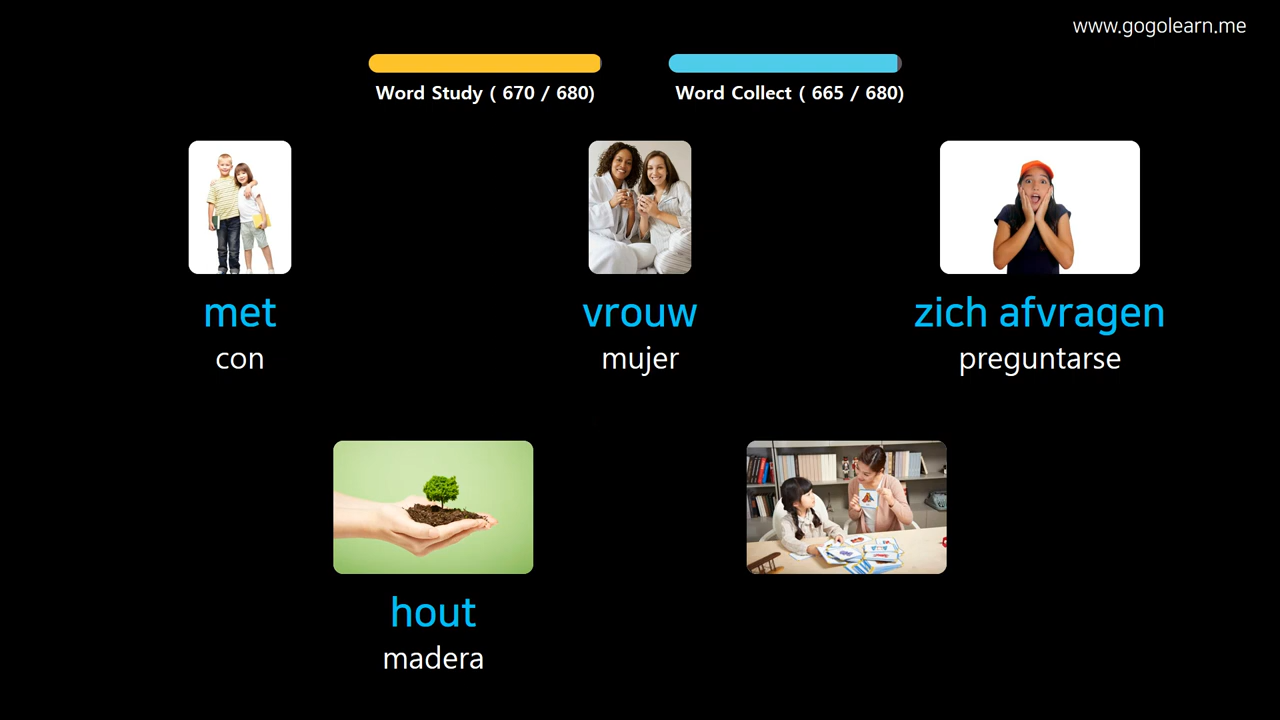 www.gogolearn.me
Word Study ( 670 / 680)
Word Collect ( 665 / 680)
met
con
vrouw
mujer
zich afvragen
preguntarse
hout
madera